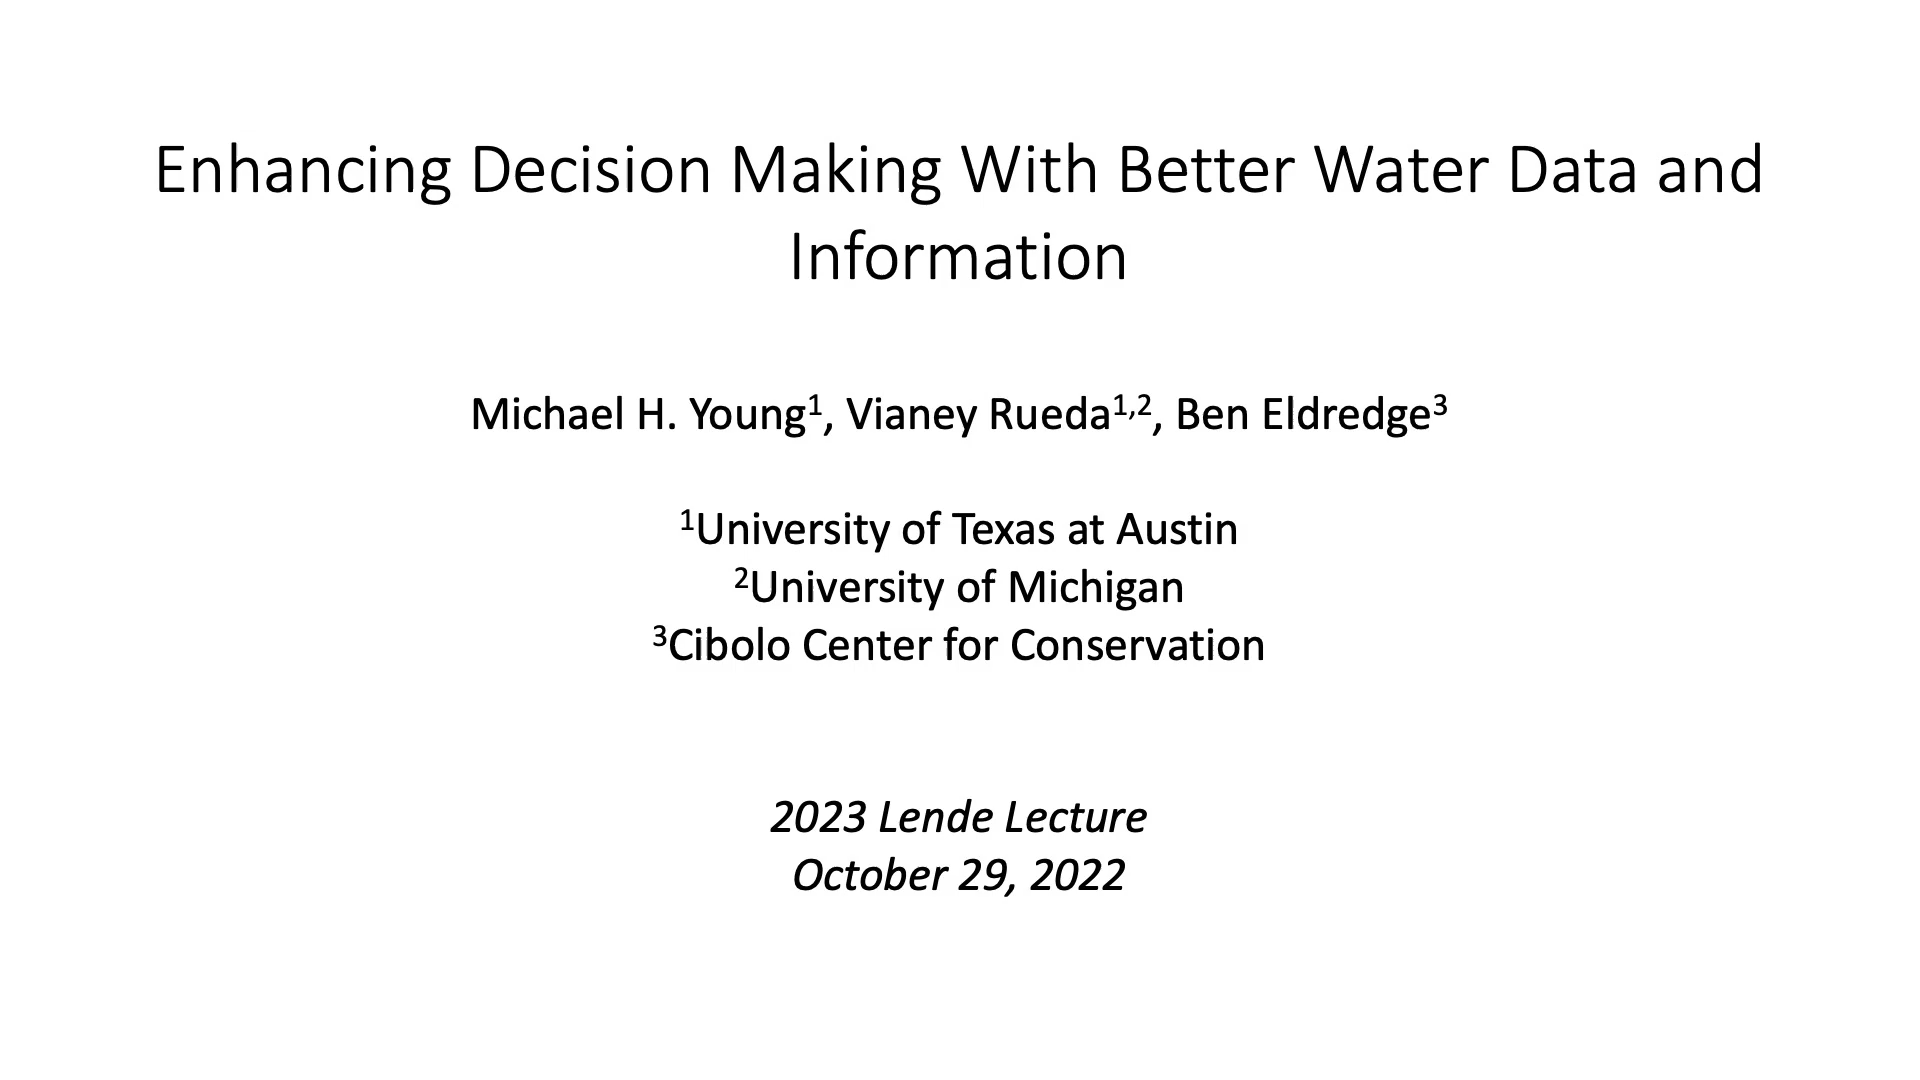 Enhancing Decision Making With Better Water Data and
Information
Michael H. Young¹, Vianey Rueda¹,², Ben Eldredge³
¹University of Texas at Austin
²University of Michigan
³Cibolo Center for Conservation
2023 Lende Lecture
October 29, 2022